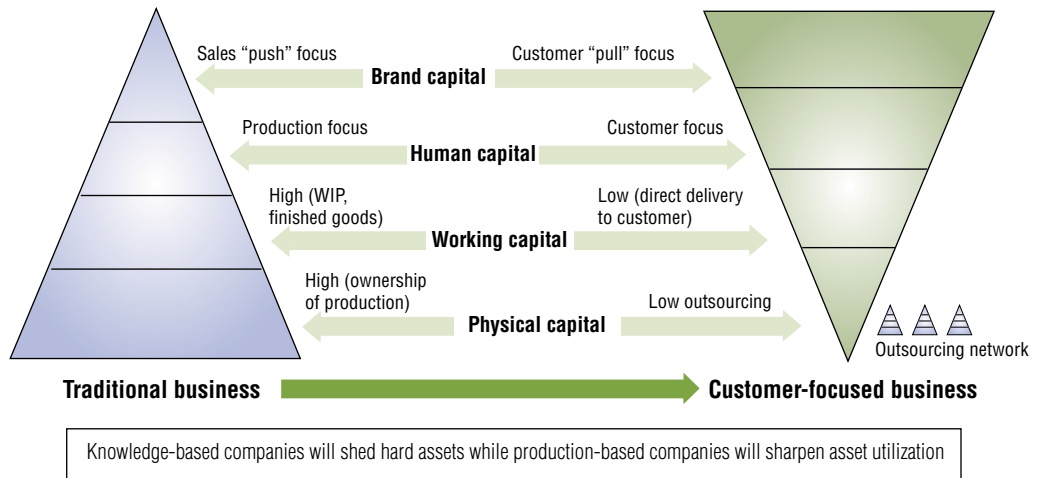 Sales “push” focus
Customer “pull” focus
Brand capital
Production focus
Customer focus
Human capital
High (WIP,
finished goods)
Low (direct delivery
to customer)
Working capital
High (ownership
of production)
Low outsourcing
Physical capital
Outsourcing network
Traditional business
Customer-focused business
Knowledge-based companies will shed hard assets while production-based companies will sharpen asset utilization